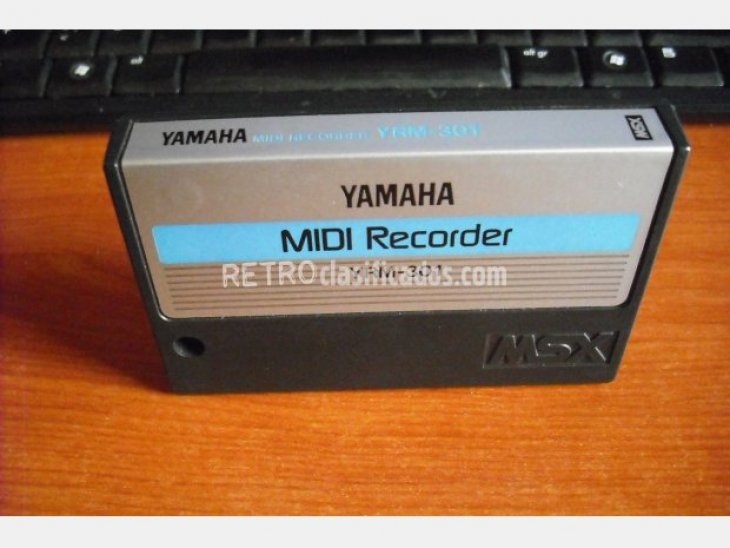 YAMAHA MIDI RECORDER YRM-301 MSX
YAMAHA
MIDI Recorder
YRM-301
RETROclasificados.com
MSX